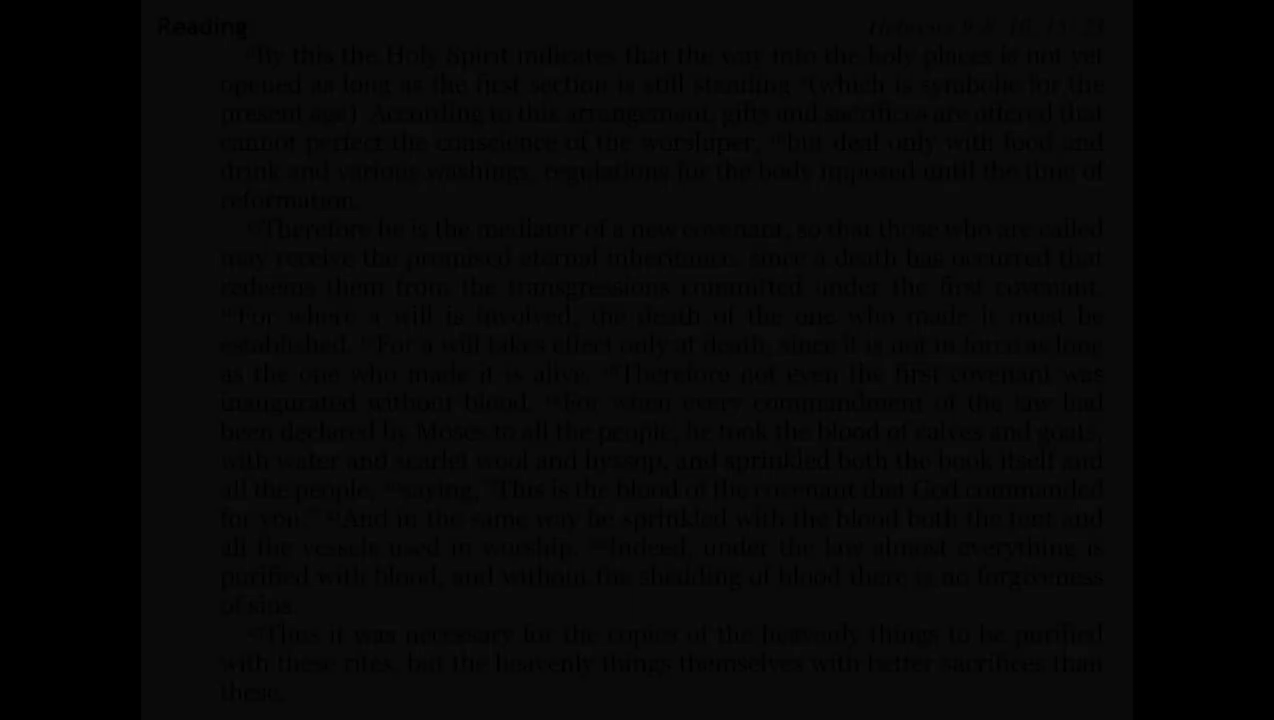 Reading Hebrews 9:8–10, 15–23
By this the Holy Spirit indicates that the way into the holy places is not yet
opened as long as the first section is still standing (which is symbolic for the
present age). According to this arrangement, gifts and sacrifices are offered that
cannot perfect the conscience of the worshiper, but deal only with food and
drink and various washings, regulations for the body imposed until the time of
reformation.
Therefore he is the mediator of a new covenant, so that those who are called
may receive the promised eternal inheritance, since a death has occurred that
redeems them from the transgressions committed under the first covenant.
For where a will is involved, the death of the one who made it must be
established. For a will takes effect only at death, since it is not in force as long
as the one who made it is alive. Therefore not even the first covenant was
inaugurated without blood. For when every commandment of the law had
been declared by Moses to all the people, he took the blood of calves and goats,
with water and scarlet wool and hyssop, and sprinkled both the book itself and
all the people, saying, "This is the blood of the covenant that God commanded
for you." And in the same way he sprinkled with the blood both the tent and
all the vessels used in worship. Indeed, under the law almost everything is
purified with blood, and without the shedding of blood there is no forgiveness
of sins.
Thus it was necessary for the copies of the heavenly things to be purified
with these rites, but the heavenly things themselves with better sacrifices than
these.